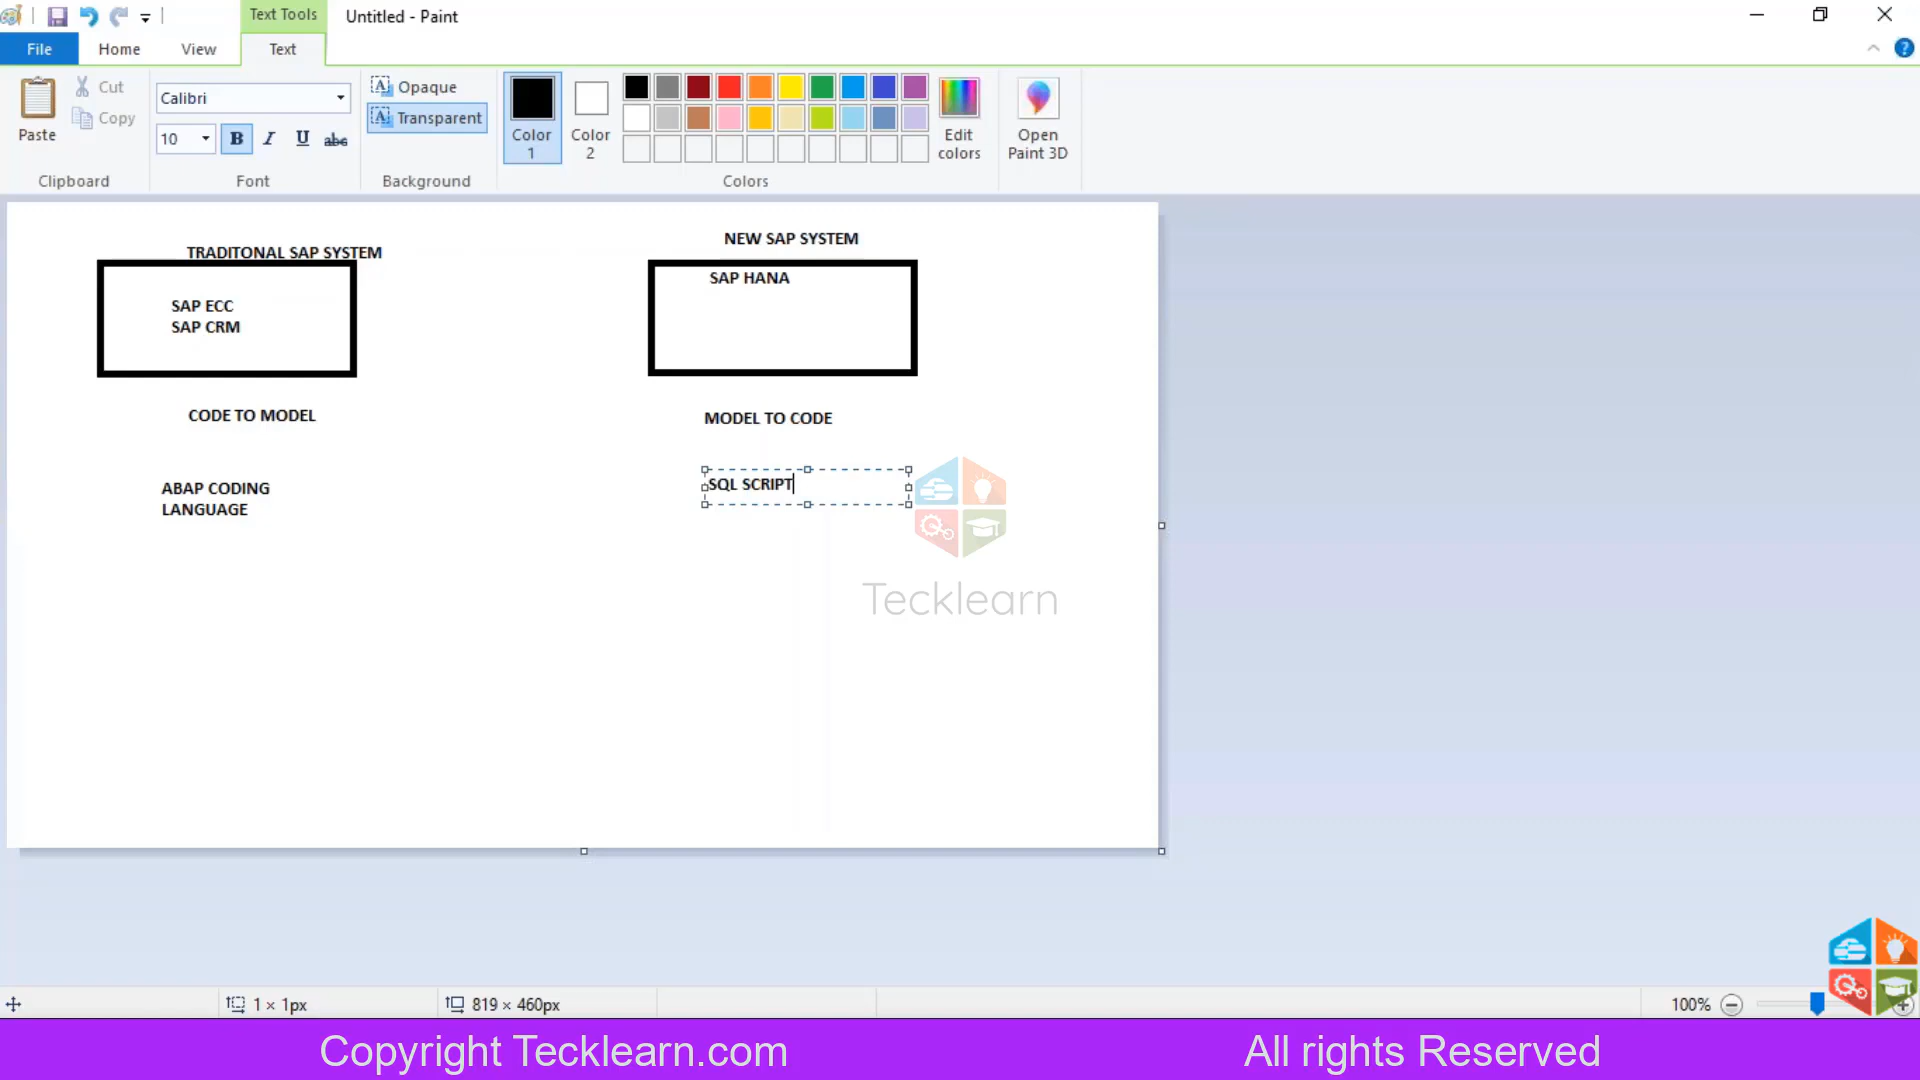 Text Tools
Untitled - Paint
File
Home
View
Text
Paste
Cut
Copy
Clipboard
Calibri
10
B
I
U
abc
Font
Opaque
Transparent
Background
Color 1
Color 2
Edit colors
Colors
Open Paint 3D
TRADITONAL SAP SYSTEM
SAP ECC
SAP CRM
CODE TO MODEL
ABAP CODING
LANGUAGE
NEW SAP SYSTEM
SAP HANA
MODEL TO CODE
SQL SCRIPT
Tecklearn
1 × 1px
819 × 460px
100%
Copyright Tecklearn.com
All rights Reserved